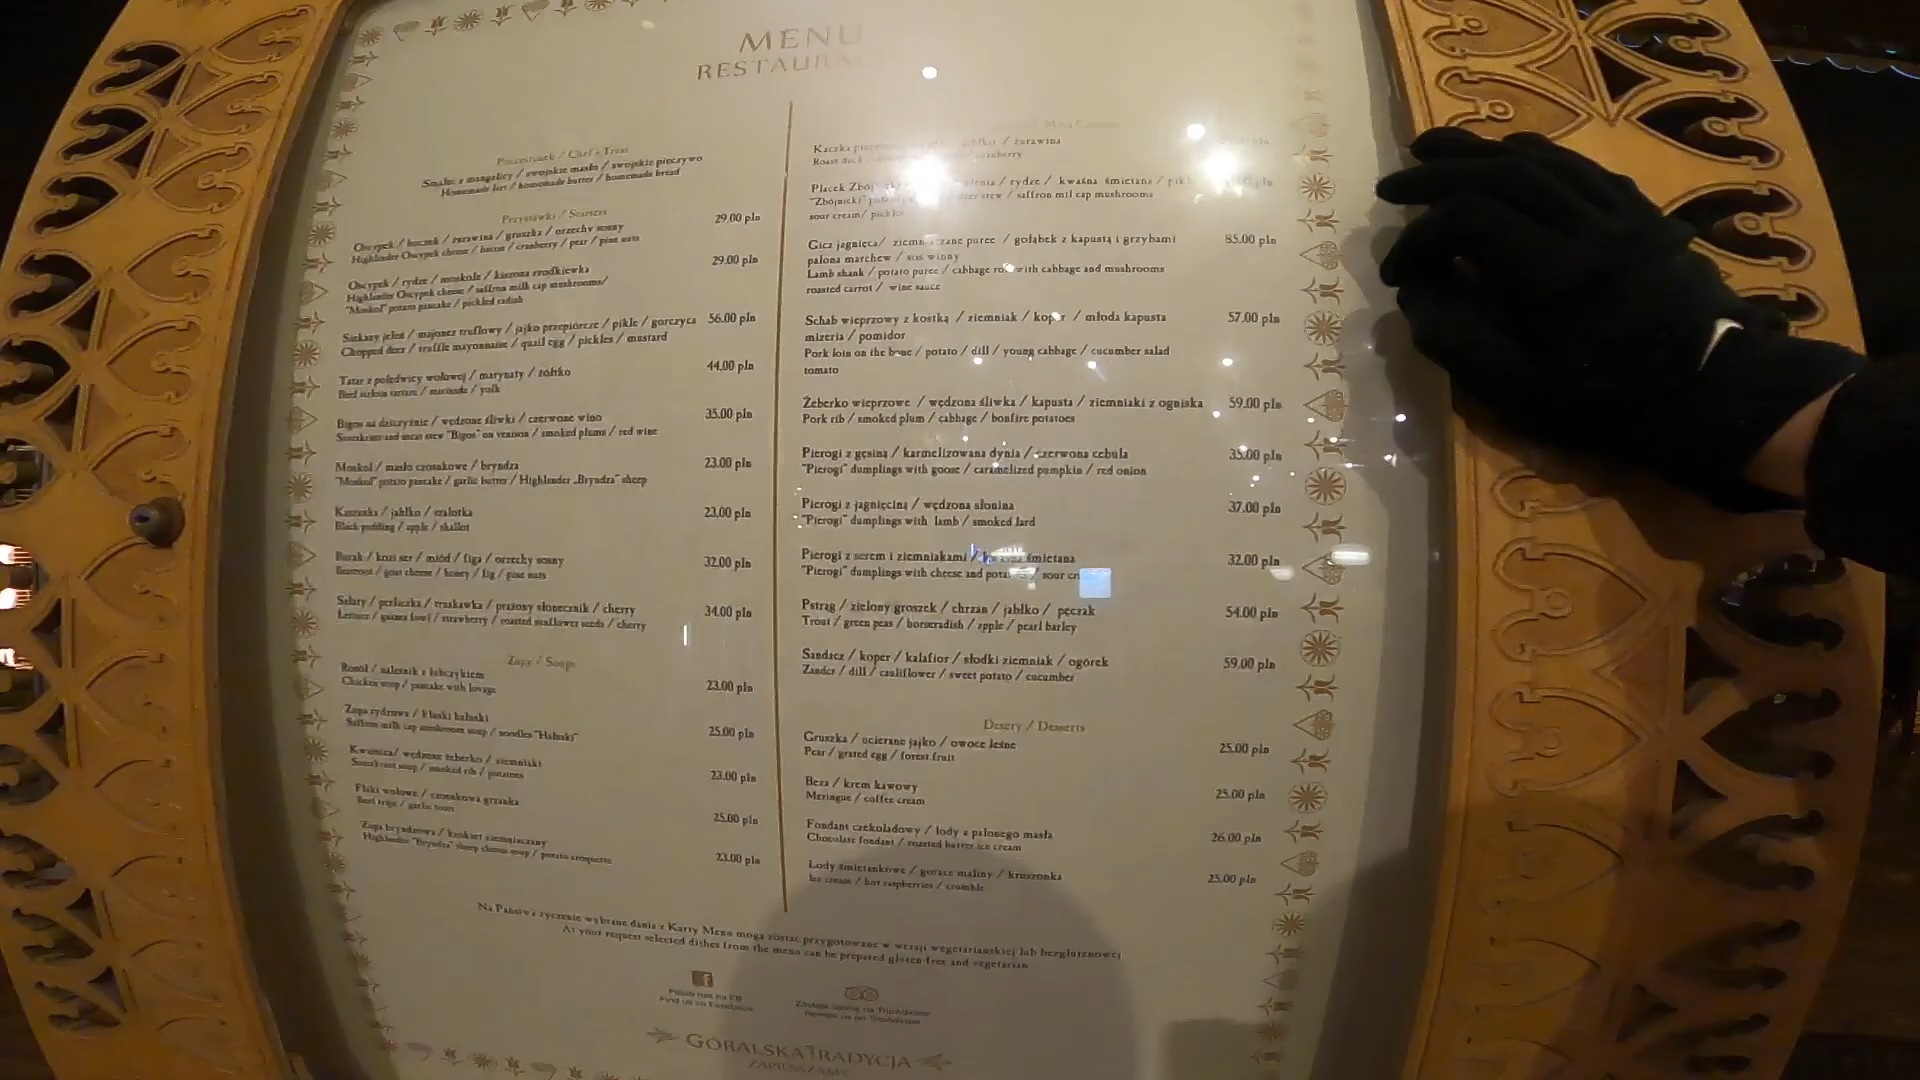 MENU
Poczęstunek / Chef's Treat
Smalec z mangalicy / swojskie masło / swojskie pieczywo
Homemade lard / homemade butter / homemade bread
Przystawki / Starters
29.00 pln
Oscypek / boczek / żurawina / gruszka / orzechy sosny
Highlander Oscypek cheese / bacon / cranberry / pear / pine nuts
29.00 pln
Oscypek / rydze / moskole / kiszona rzodkiewka
Highlander Oscypek cheese / saffron milk cap mushrooms/
"Moskol" potato pancake / pickled radish
Siekany jeleń / majonez truflowy / jajko przepiórcze / pikle / gorczyca 56.00 pln
Chopped deer / truffle mayonnaise / quail egg / pickles / mustard
Tatar z polędwicy wołowej / marynaty / żółtko 44.00 pln
Beef sirloin tartare / marinade / yolk
Bigos na dziczyźnie / wędzone śliwki / czerwone wino 35.00 pln
Sauerkraut and meat stew "Bigos" on venison / smoked plums / red wine
Moskol / masło czosnkowe / bryndza 23.00 pln
"Moskol" potato pancake / garlic butter / Highlander „Bryndza" sheep
Kaszanka / jabłko / szalotka 23.00 pln
Black pudding / apple / shallot
Burak / kozi ser / miód / figa / orzechy sosny 32.00 pln
Beetroot / goat cheese / honey / fig / pine nuts
Sałaty / perliczka / truskawka / prażony słonecznik / cherry 34.00 pln
Lettuce / guinea fowl / strawberry / roasted sunflower seeds / cherry
Zupy / Soups
Rosół / naleśnik z lubczykiem 23.00 pln
Chicken soup / pancake with lovage
Zupa rydzowa / kluski hałuski 25.00 pln
Saffron milk cap mushroom soup / noodles "Hałuski"
Kwaśnica/ wędzone żeberko / ziemniaki 23.00 pln
Sauerkraut soup / smoked rib / potatoes
Flaki wołowe / czosnkowa grzanka 25.00 pln
Beef tripe / garlic toast
Zupa bryndzowa / krokiet ziemniaczany 23.00 pln
Highlander "Bryndza" sheep cheese soup / potato croquette
Kaczka jabłko / żurawina
Roast duck cranberry
Placek rydze / kwaśna śmietana /
"Zbójnicki" stew / saffron mil cap mushrooms
sour cream/ pickles
Gicz jagnięca/ puree / gołąbek z kapustą i grzybami 85.00 pln
palona marchew / sos winny
Lamb shank / potato puree / cabbage roll with cabbage and mushrooms
roasted carrot / wine sauce
Schab wieprzowy z kostką / ziemniak / koper / młoda kapusta 57.00 pln
mizeria / pomidor
Pork loin on the bone / potato / dill / young cabbage / cucumber salad
tomato
Żeberko wieprzowe / wędzona śliwka / kapusta / ziemniaki z ogniska 59.00 pln
Pork rib / smoked plum / cabbage / bonfire potatoes
Pierogi z gęsiną / karmelizowana dynia / czerwona cebula 35.00 pln
"Pierogi" dumplings with goose / caramelized pumpkin / red onion
Pierogi z jagnięciną / wędzona słonina 37.00 pln
"Pierogi" dumplings with lamb / smoked lard
Pierogi z serem i ziemniakami / kwaśna śmietana 32.00 pln
"Pierogi" dumplings with cheese and / sour
Pstrąg / zielony groszek / chrzan / jabłko / pęczak 54.00 pln
Trout / green peas / horseradish / apple / pearl barley
Sandacz / koper / kalafior / słodki ziemniak / ogórek 59.00 pln
Zander / dill / cauliflower / sweet potato / cucumber
Desery / Desserts
Gruszka / ucierane jajko / owoce leśne 25.00 pln
Pear / grated egg / forest fruit
Beza / krem kawowy 25.00 pln
Meringue / coffee cream
Fondant czekoladowy / lody z palonego masła 26.00 pln
Chocolate fondant / roasted butter ice cream
Lody śmietankowe / gorące maliny / kruszonka 25.00 pln
Ice cream / hot raspberries / crumble
Na Państwa życzenie wybrane dania z Karty Menu mogą zostać przygotowane w wersji wegetariańskiej lub bezglutenowej
At your request selected dishes from the menu can be prepared gluten-free and vegetarian
Polub nas na FB
Find us on Facebook
Zostaw opinię na TripAdvisor
Review us on TripAdvisor
GÓRALSKA TRADYCJA
ZAPRASZAMY